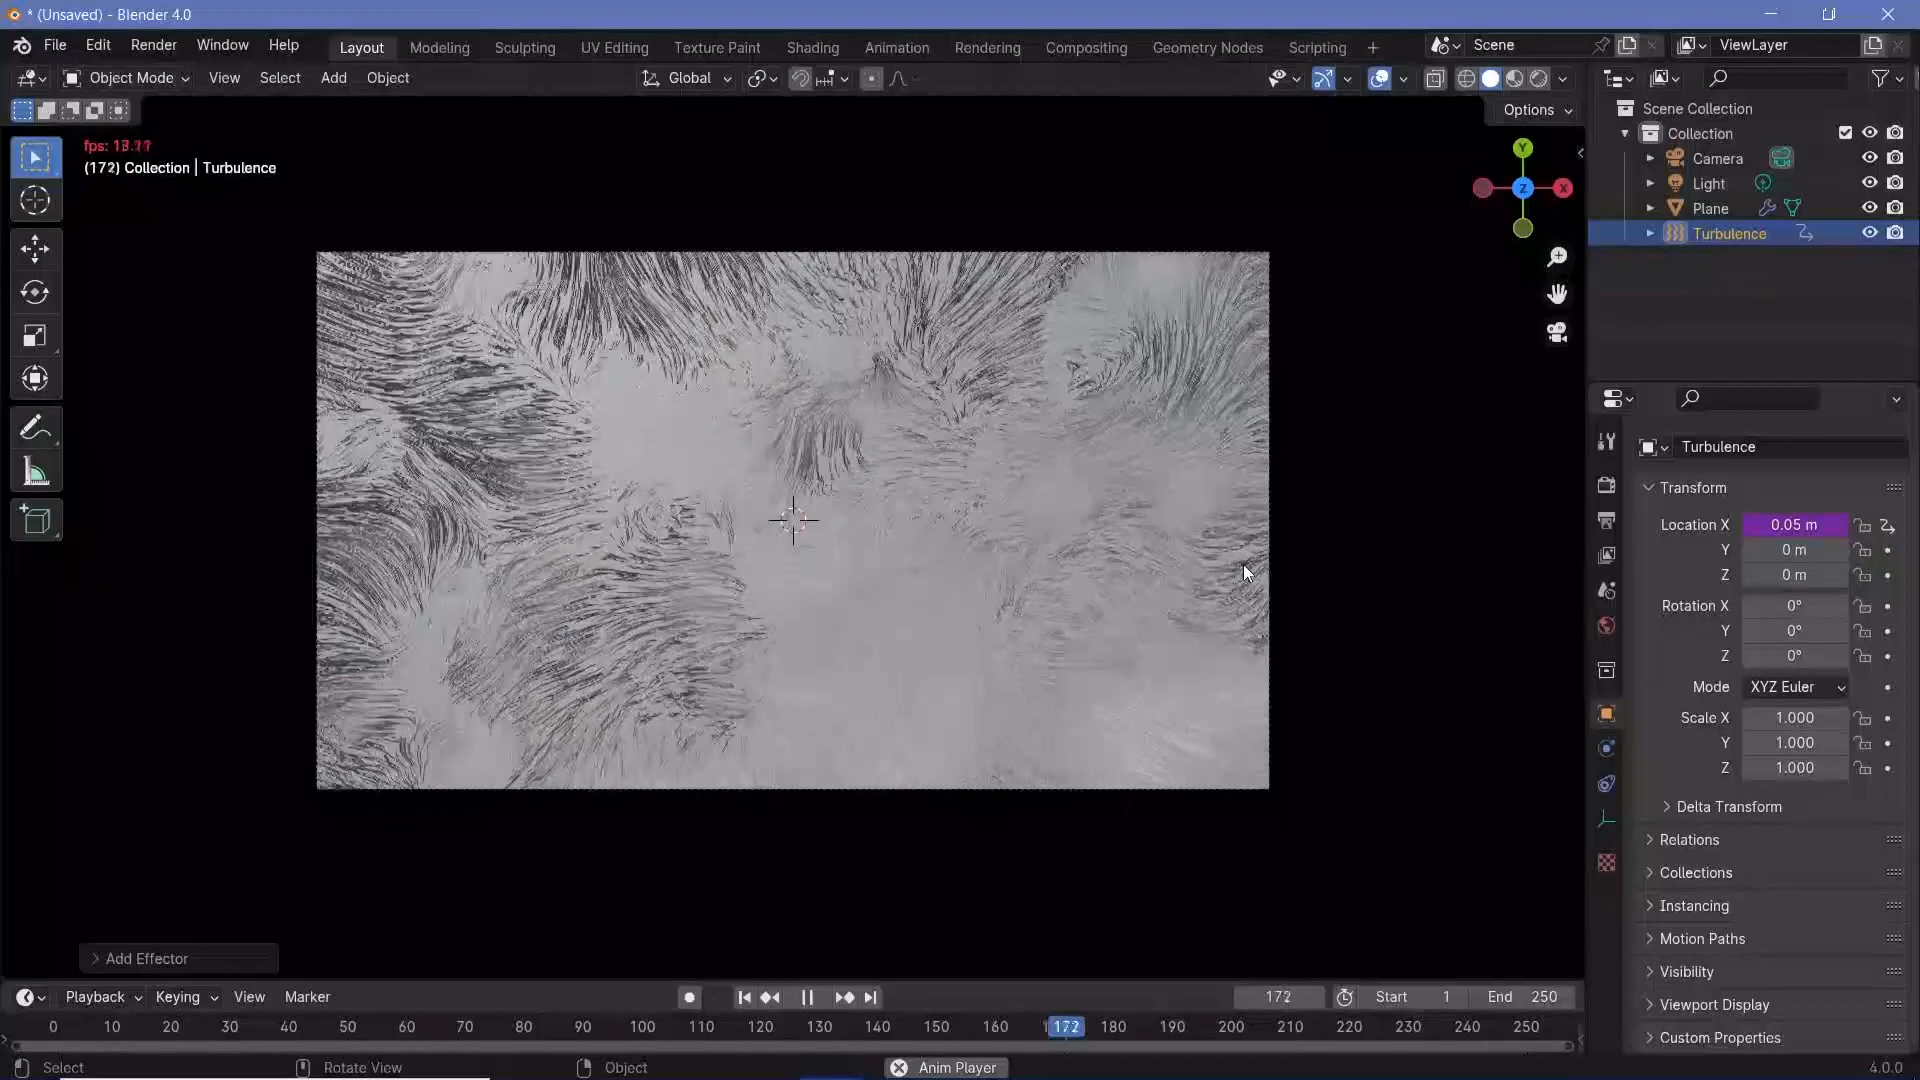 * (Unsaved) - Blender 4.0
File Edit Render Window Help Layout Modeling Sculpting UV Editing Texture Paint Shading Animation Rendering Compositing Geometry Nodes Scripting + Scene ViewLayer
Object Mode View Select Add Object Global
Options
fps:
(172) Collection | Turbulence
Y
Z X
Scene Collection
Collection
Camera
Light
Plane
Turbulence
Turbulence
Transform
Location X 0.05 m
Y 0 m
Z 0 m
Rotation X 0°
Y 0°
Z 0°
Mode XYZ Euler
Scale X 1.000
Y 1.000
Z 1.000
Delta Transform
Relations
Collections
Instancing
Motion Paths
Visibility
Viewport Display
Custom Properties
Add Effector
Playback Keying View Marker 172 Start 1 End 250
0 10 20 30 40 50 60 70 80 90 100 110 120 130 140 150 160 172 180 190 200 210 220 230 240 250
Select Rotate View Object Anim Player 4.0.0